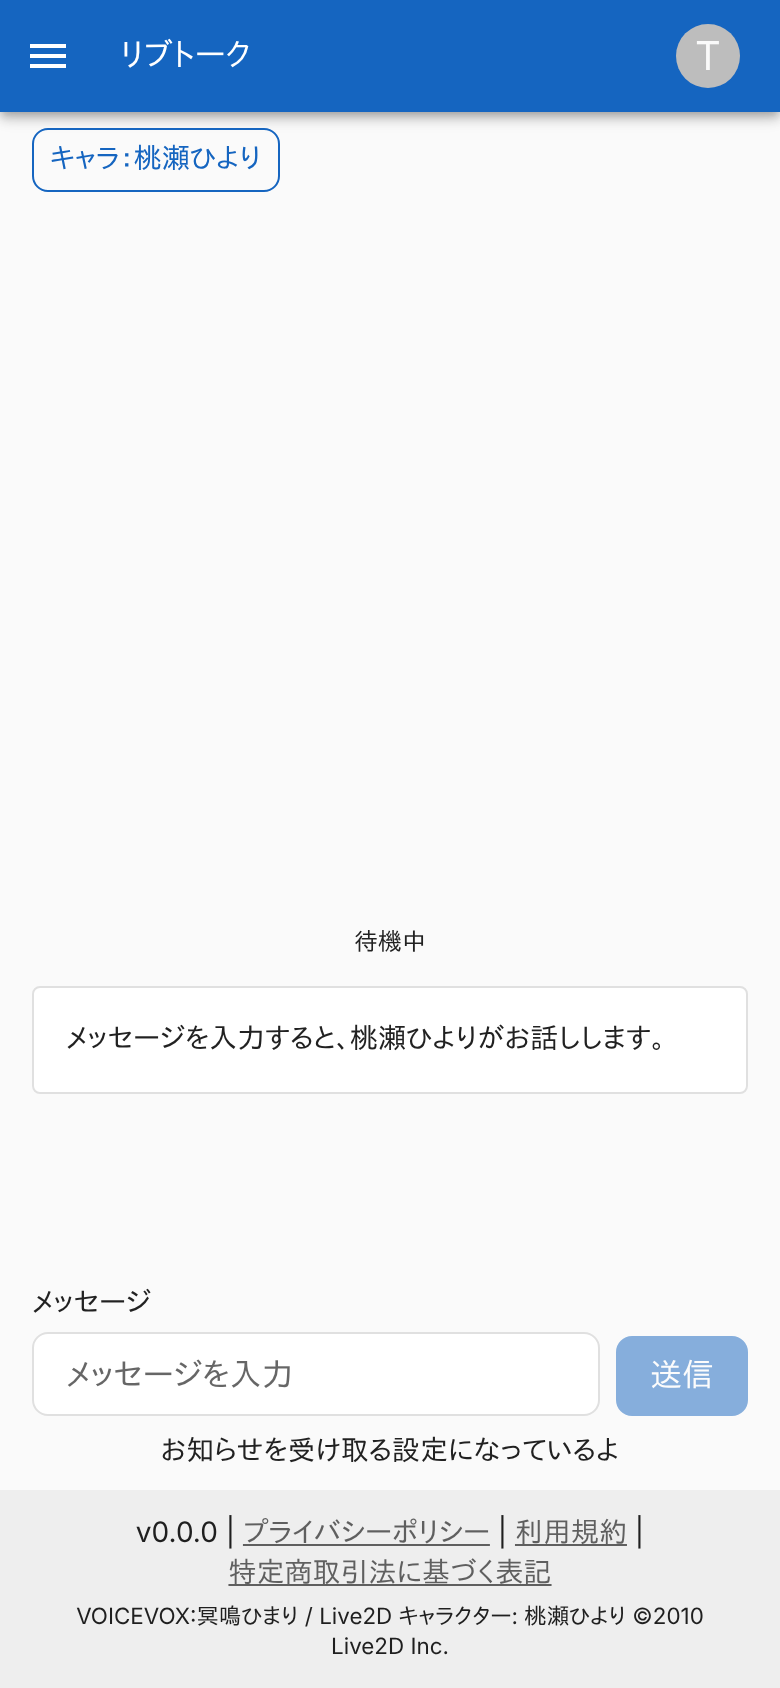 リブトーク
T
キャラ：桃瀬ひより
待機中
メッセージを入力すると、桃瀬ひよりがお話しします。
メッセージ
メッセージを入力
送信
お知らせを受け取る設定になっているよ
v0.0.0 | プライバシーポリシー | 利用規約 |
特定商取引法に基づく表記
VOICEVOX:冥鳴ひまり / Live2D キャラクター: 桃瀬ひより ©2010
Live2D Inc.